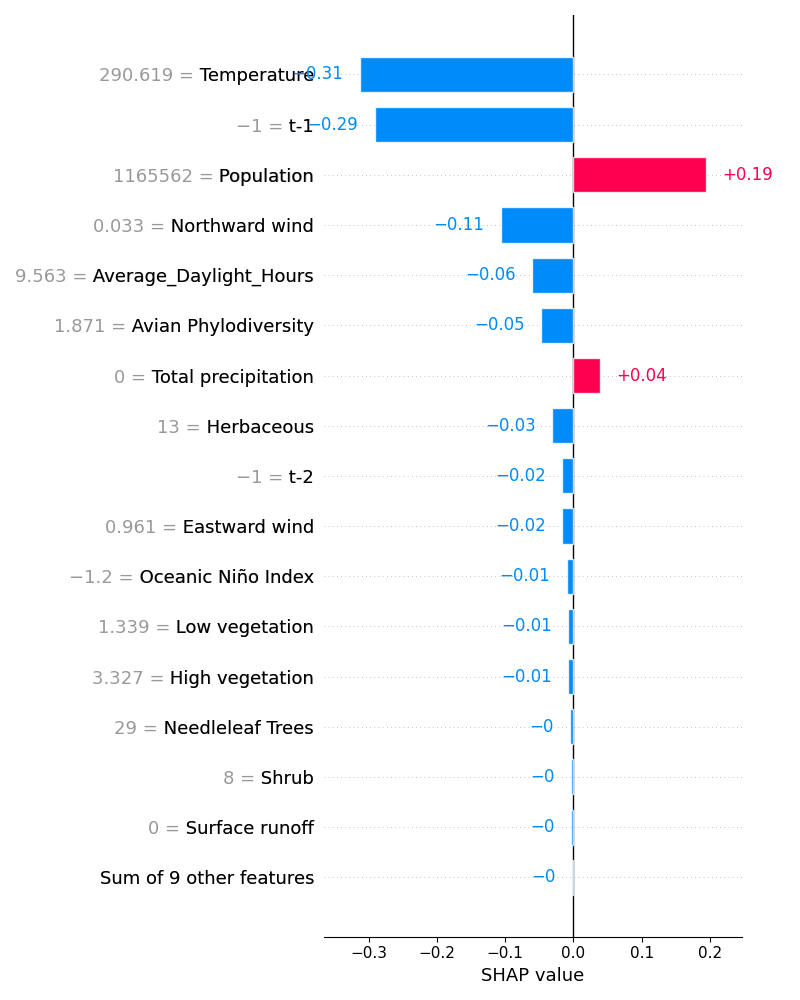 290.619 = Temperature −0.31
−1 = t-1 −0.29
1165562 = Population +0.19
0.033 = Northward wind −0.11
9.563 = Average_Daylight_Hours −0.06
1.871 = Avian Phylodiversity −0.05
0 = Total precipitation +0.04
13 = Herbaceous −0.03
−1 = t-2 −0.02
0.961 = Eastward wind −0.02
−1.2 = Oceanic Niño Index −0.01
1.339 = Low vegetation −0.01
3.327 = High vegetation −0.01
29 = Needleleaf Trees −0
8 = Shrub −0
0 = Surface runoff −0
Sum of 9 other features −0
−0.3 −0.2 −0.1 0.0 0.1 0.2
SHAP value